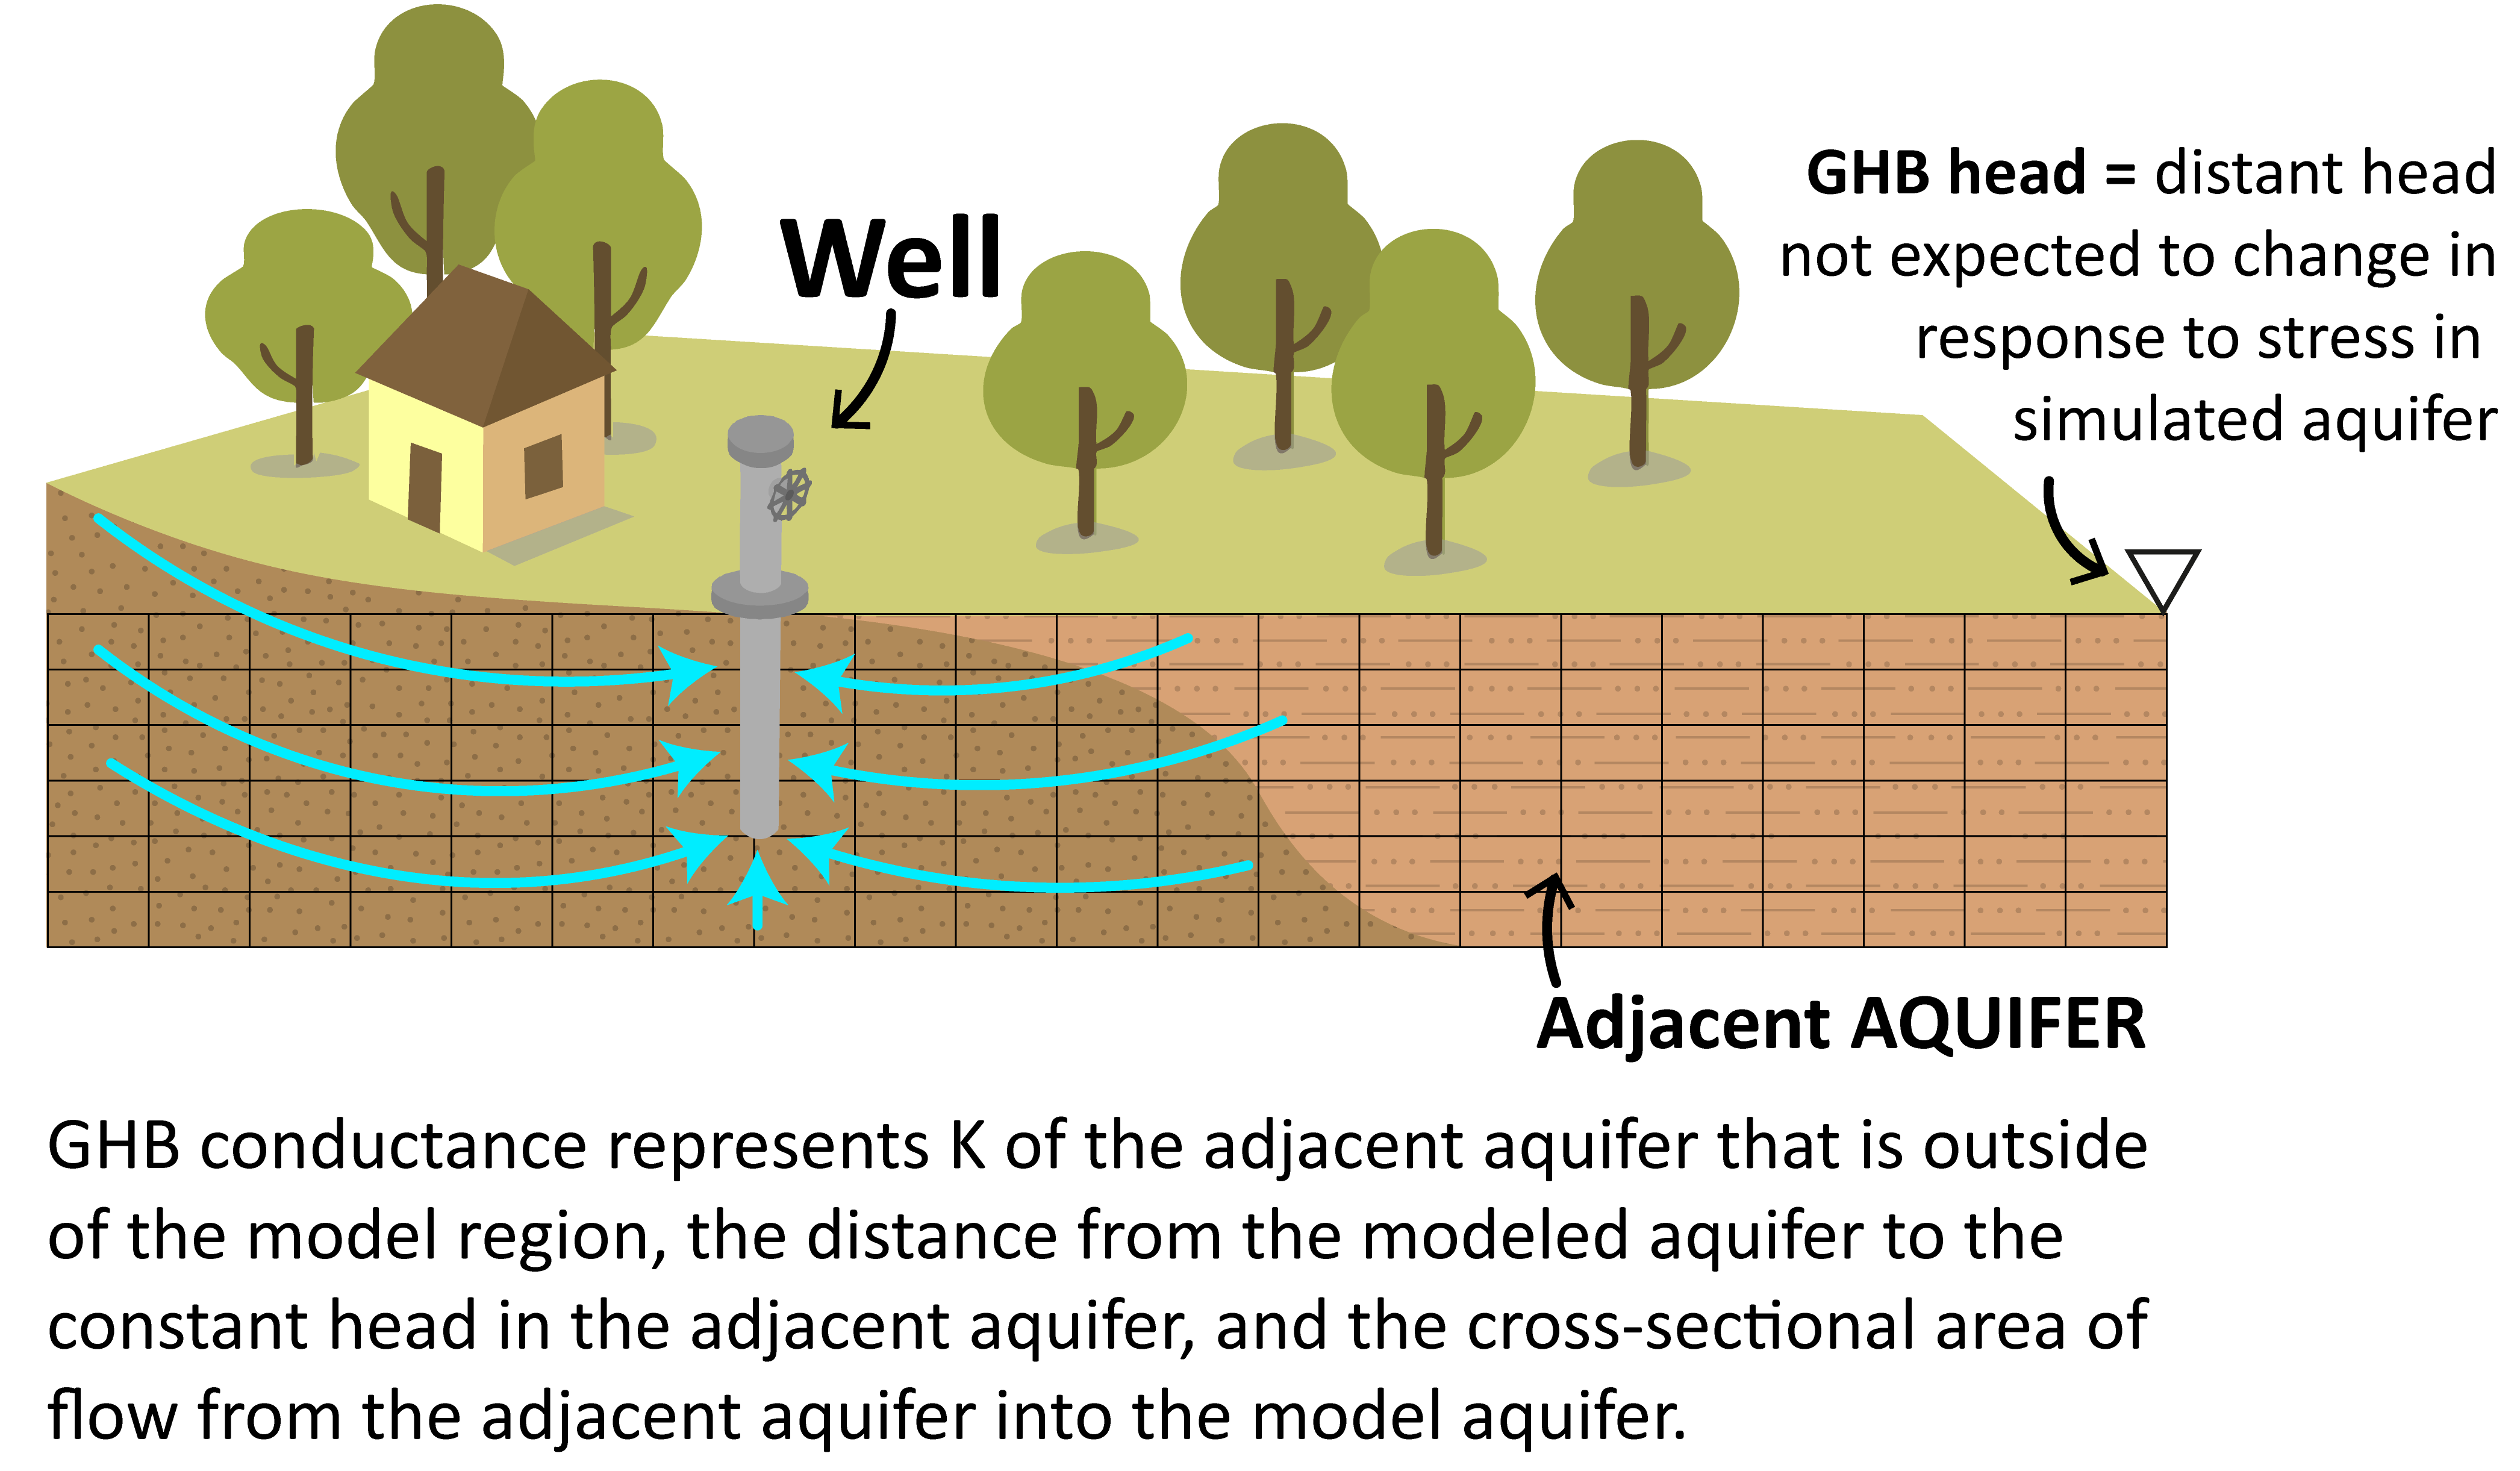 Well
GHB head = distant head
not expected to change in
response to stress in
simulated aquifer
Adjacent AQUIFER
GHB conductance represents K of the adjacent aquifer that is outside
of the model region, the distance from the modeled aquifer to the
constant head in the adjacent aquifer, and the cross-sectional area of
flow from the adjacent aquifer into the model aquifer.